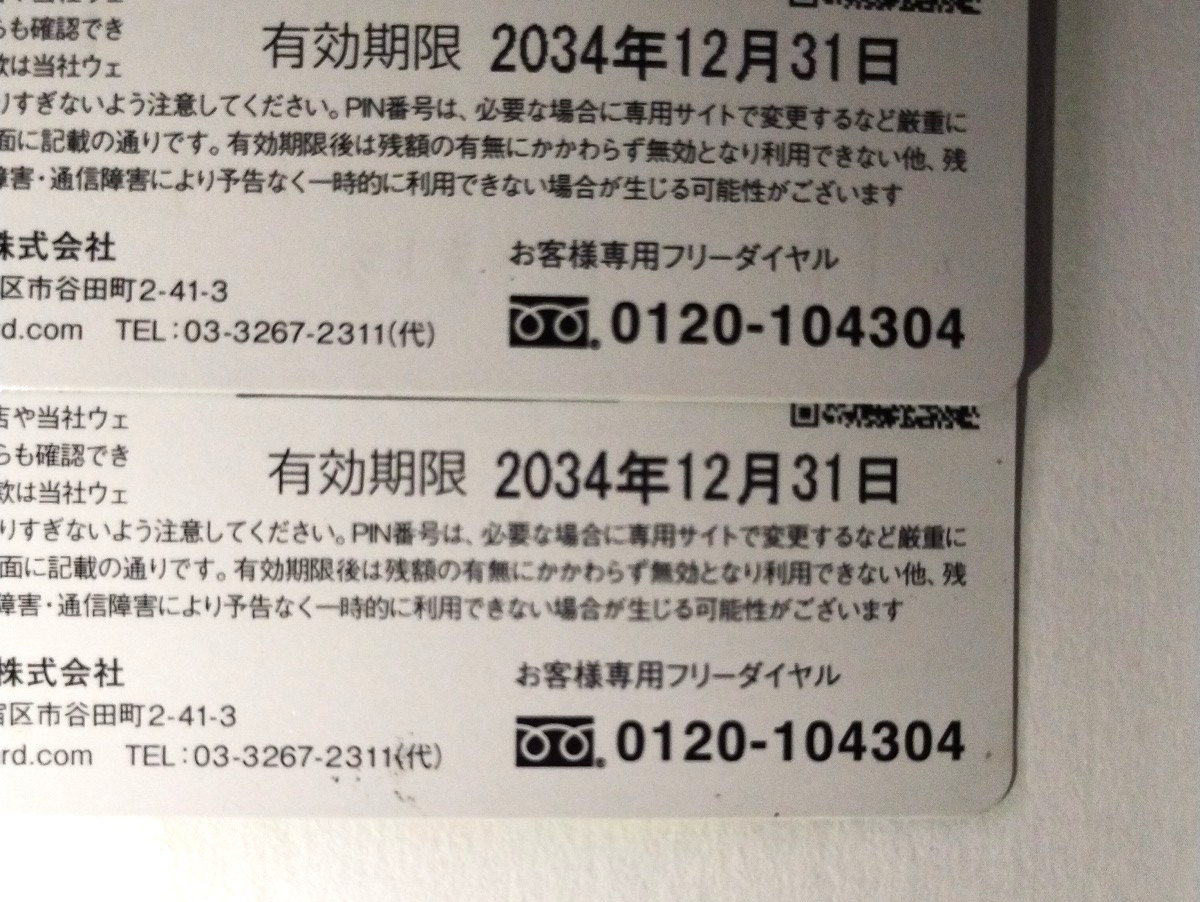 も確認でき
は当社ウェ
有効期限 2034年12月31日
りすぎないよう注意してください。PIN番号は、必要な場合に専用サイトで変更するなど厳重に
面に記載の通りです。有効期限後は残額の有無にかかわらず無効となり利用できない他、残
障害・通信障害により予告なく一時的に利用できない場合が生じる可能性がございます
株式会社
区市谷田町2-41-3
rd.com TEL:03-3267-2311(代)
お客様専用フリーダイヤル
0120-104304
店や当社ウェ
らも確認でき
款は当社ウェ
有効期限 2034年12月31日
りすぎないよう注意してください。PIN番号は、必要な場合に専用サイトで変更するなど厳重に
面に記載の通りです。有効期限後は残額の有無にかかわらず無効となり利用できない他、残
障害・通信障害により予告なく一時的に利用できない場合が生じる可能性がございます
株式会社
区市谷田町2-41-3
rd.com TEL:03-3267-2311(代)
お客様専用フリーダイヤル
0120-104304